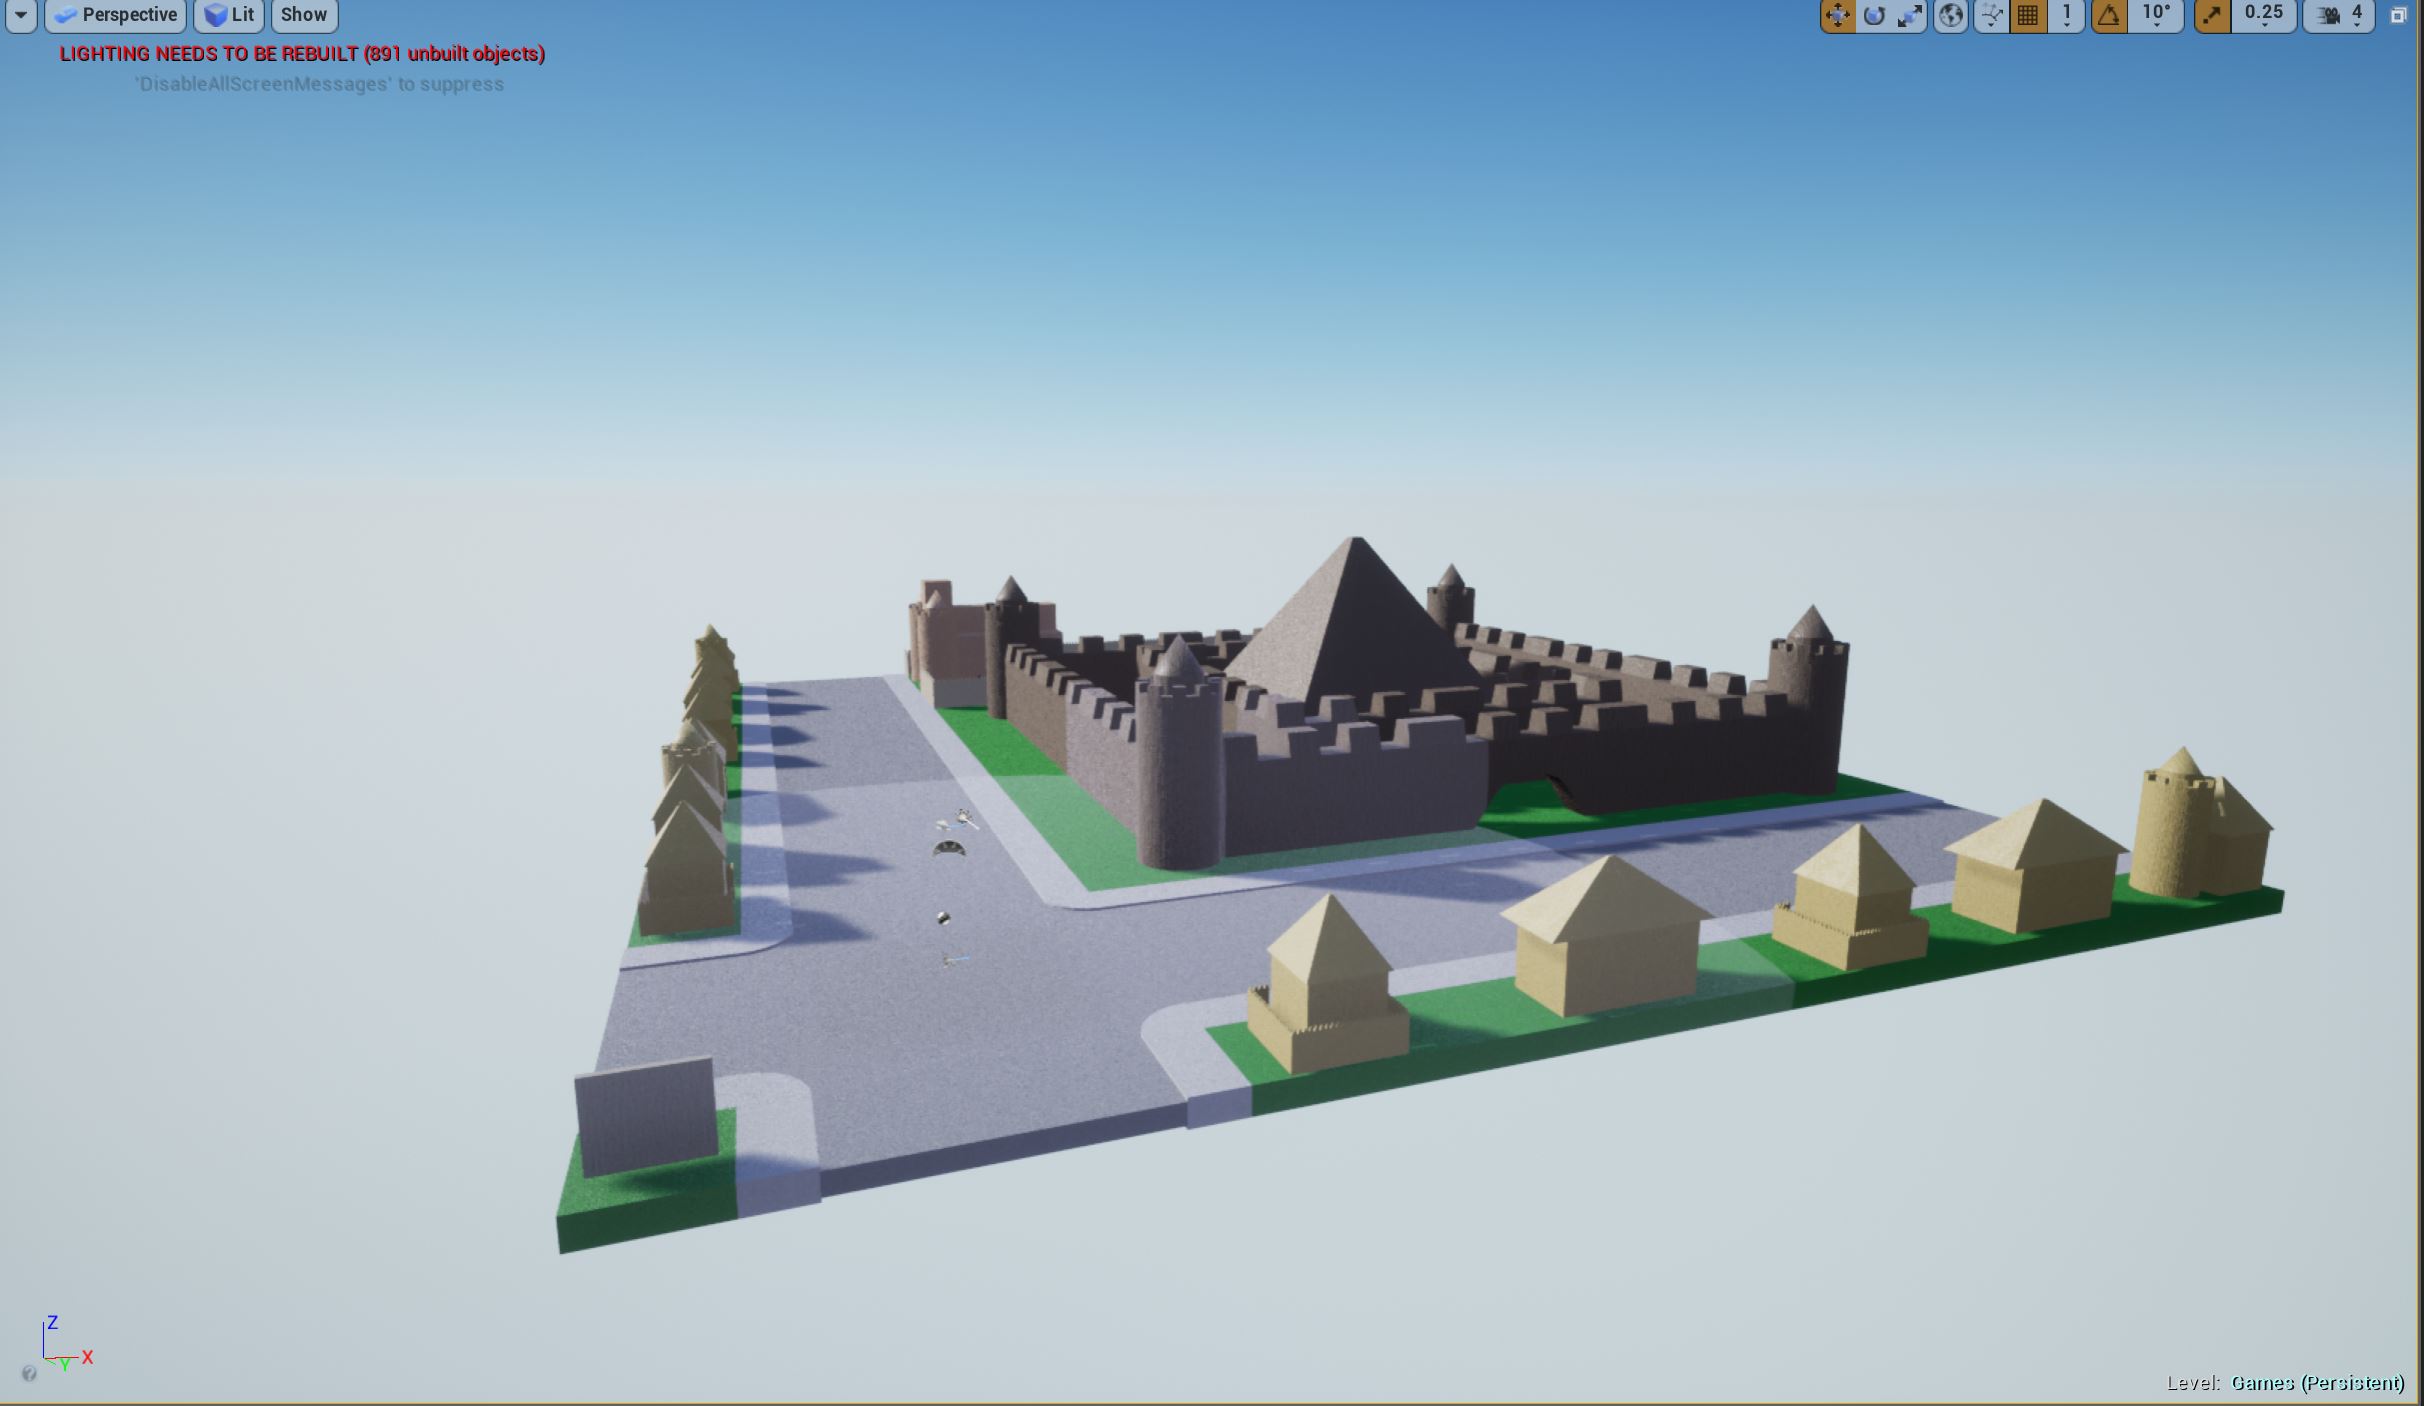 Perspective Lit Show 1 10° 0.25 4
LIGHTING NEEDS TO BE REBUILT (891 unbuilt objects)
'DisableAllScreenMessages' to suppress
Z
X
Y
?
Level: Games (Persistent)